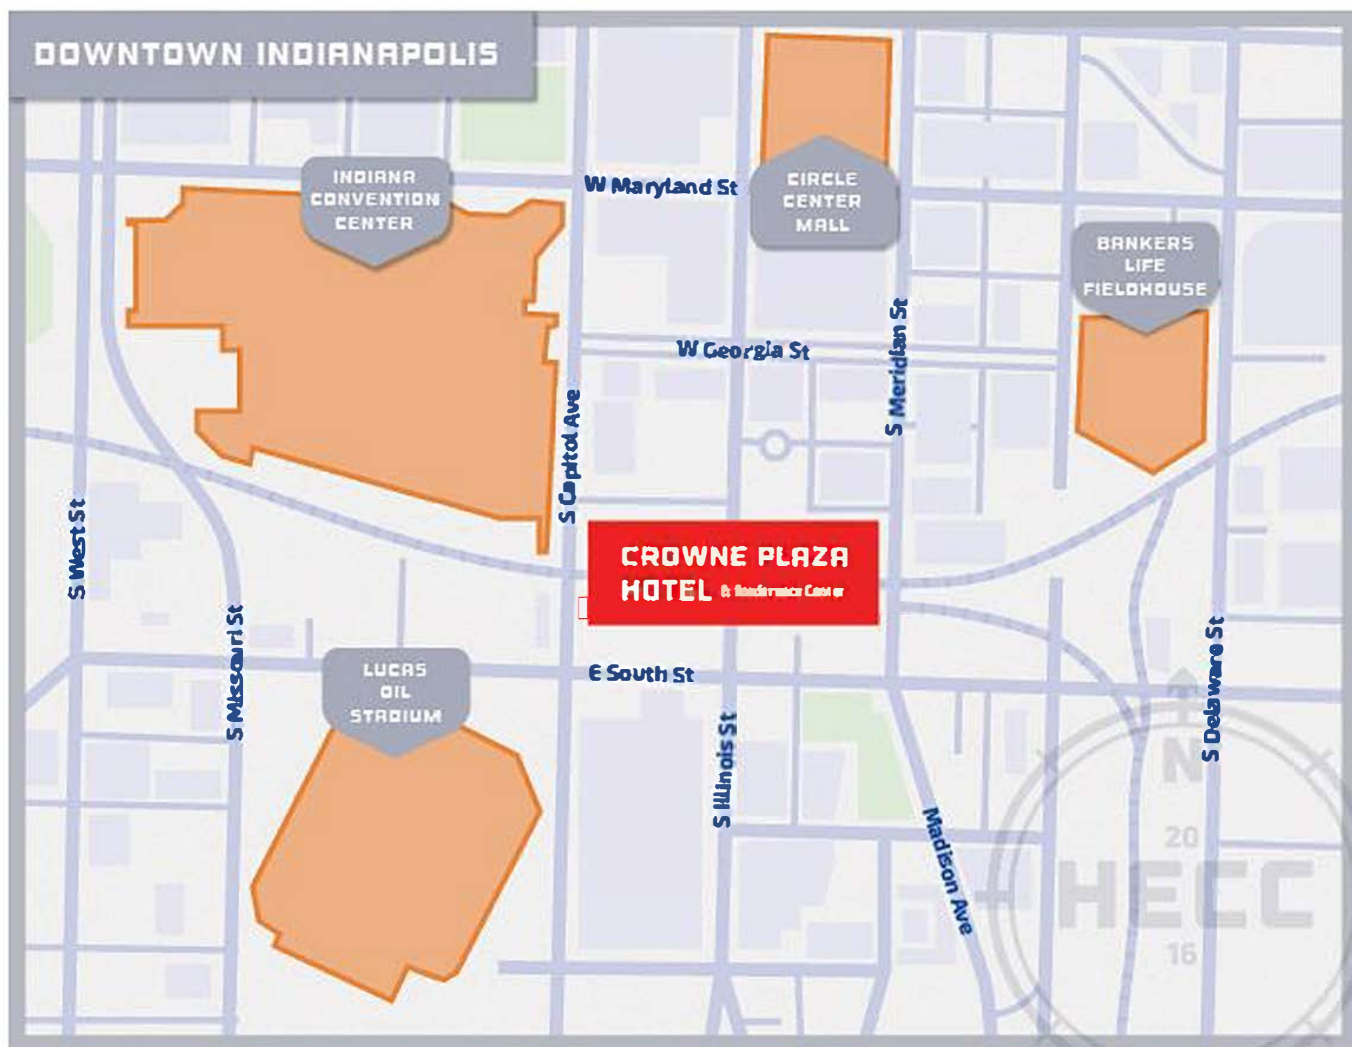 DOWNTOWN INDIANAPOLIS
INDIANA
CONVENTION
CENTER
W Maryland St
CIRCLE
CENTER
MALL
BANKERS
LIFE
FIELDHOUSE
W Georgia St
S Meridian St
S Capitol Ave
S West St
CROWNE PLAZA
HOTEL & Conference Center
S Missouri St
E South St
LUCAS
OIL
STADIUM
S Illinois St
S Delaware St
Madison Ave
N
20
HECC
16